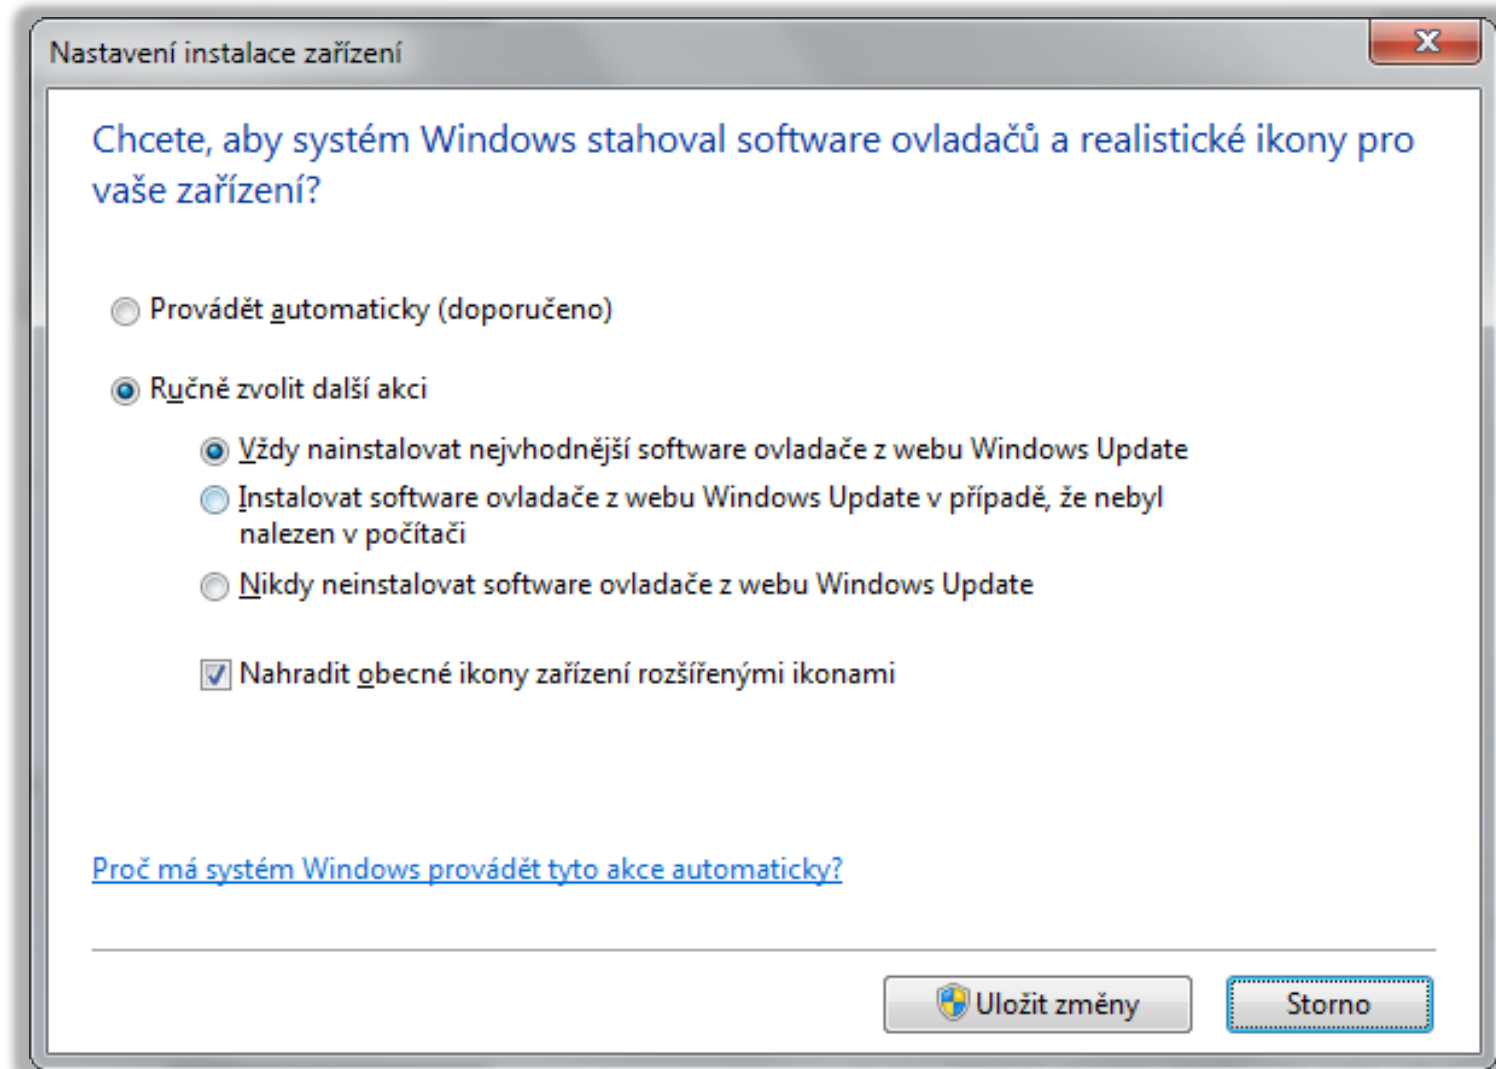 Nastavení instalace zařízení
Chcete, aby systém Windows stahoval software ovladačů a realistické ikony pro
vaše zařízení?
Provádět automaticky (doporučeno)
Ručně zvolit další akci
Vždy nainstalovat nejvhodnější software ovladače z webu Windows Update
Instalovat software ovladače z webu Windows Update v případě, že nebyl
nalezen v počítači
Nikdy neinstalovat software ovladače z webu Windows Update
Nahradit obecné ikony zařízení rozšířenými ikonami
Proč má systém Windows provádět tyto akce automaticky?
Uložit změny
Storno